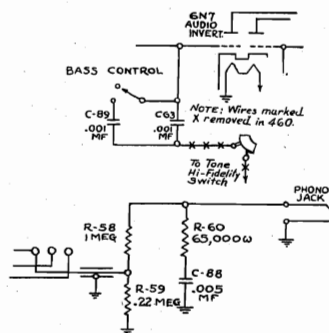 6N7
AUDIO
INVERT.
BASS CONTROL
C-89
.001
MF
C63
.001
MF
NOTE: Wires marked
X removed in 460.
To Tone
Hi-Fidelity
Switch
PHONO
JACK
R-58
1 MEG
R-60
65,000ω
R-59
.22 MEG
C-88
.005
MF